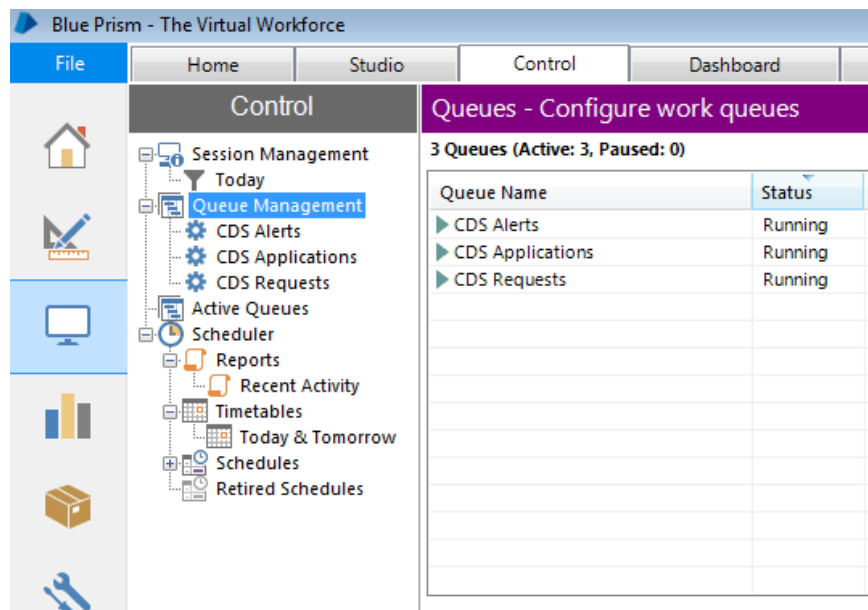 Blue Prism - The Virtual Workforce
File
Home
Studio
Control
Dashboard
Control
Session Management
Today
Queue Management
CDS Alerts
CDS Applications
CDS Requests
Active Queues
Scheduler
Reports
Recent Activity
Timetables
Today & Tomorrow
Schedules
Retired Schedules
Queues - Configure work queues
3 Queues (Active: 3, Paused: 0)
Queue Name Status
CDS Alerts Running
CDS Applications Running
CDS Requests Running